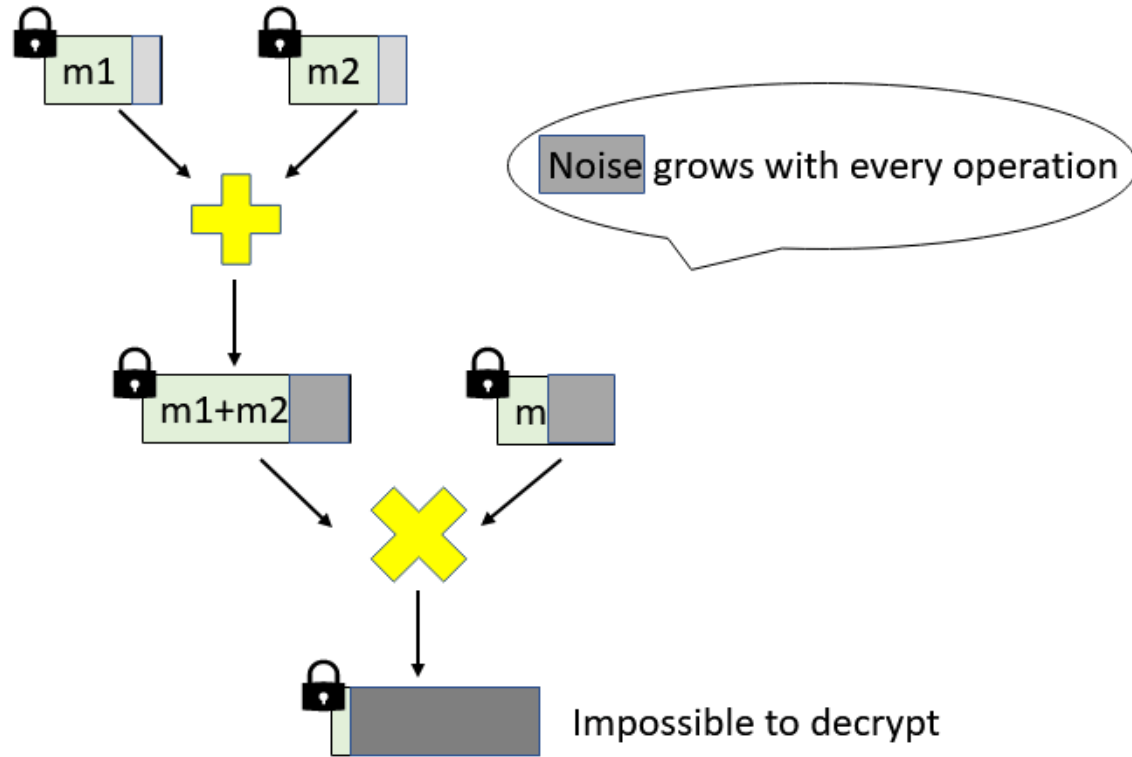 m1
m2
Noise grows with every operation
m1+m2
m
Impossible to decrypt